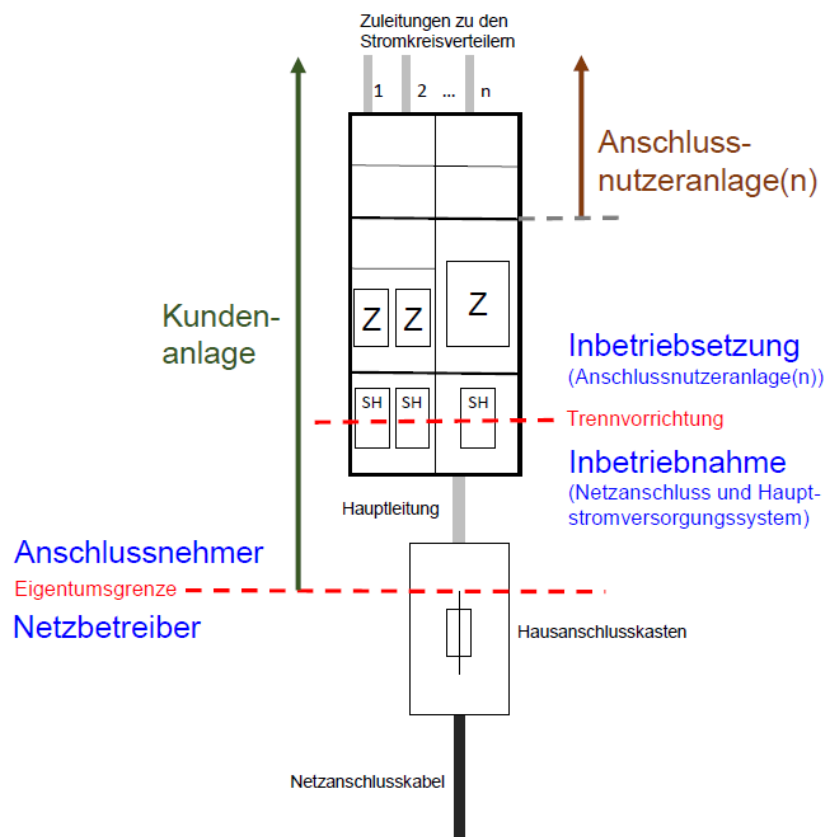 Zuleitungen zu den
Stromkreisverteilern
1 2 ... n
Anschluss-
nutzeranlage(n)
Kunden-
anlage
Z Z Z
Inbetriebsetzung
(Anschlussnutzeranlage(n))
SH SH SH
Trennvorrichtung
Inbetriebnahme
(Netzanschluss und Haupt-
stromversorgungssystem)
Hauptleitung
Anschlussnehmer
Eigentumsgrenze
Netzbetreiber
Hausanschlusskasten
Netzanschlusskabel